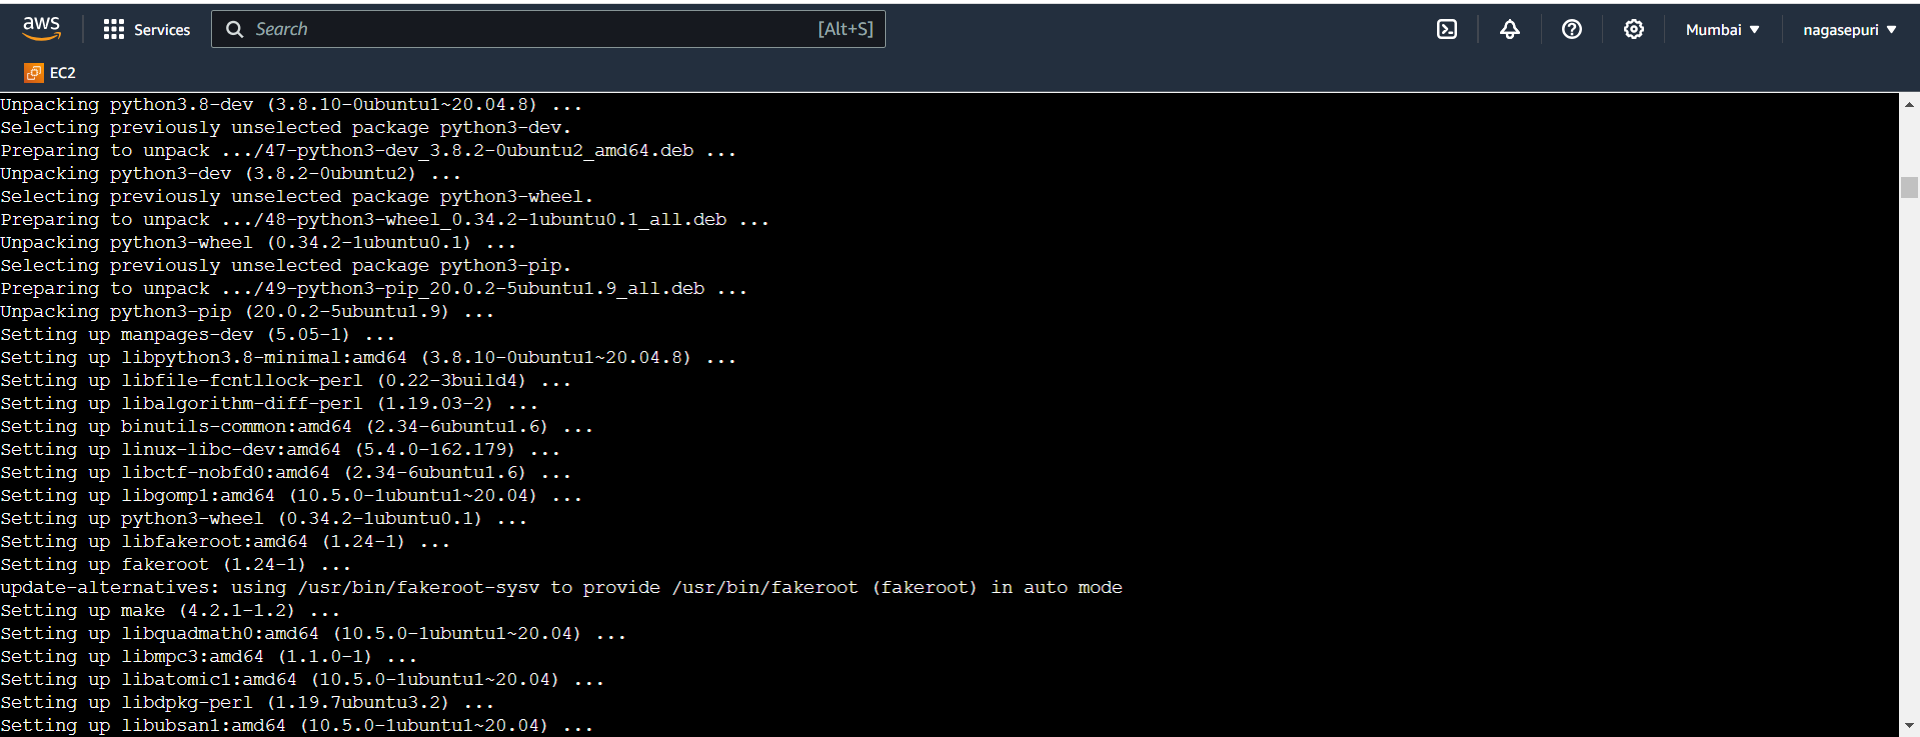 aws Services Search [Alt+S] Mumbai nagasepuri
EC2
Unpacking python3.8-dev (3.8.10-0ubuntu1~20.04.8) ...
Selecting previously unselected package python3-dev.
Preparing to unpack .../47-python3-dev_3.8.2-0ubuntu2_amd64.deb ...
Unpacking python3-dev (3.8.2-0ubuntu2) ...
Selecting previously unselected package python3-wheel.
Preparing to unpack .../48-python3-wheel_0.34.2-1ubuntu0.1_all.deb ...
Unpacking python3-wheel (0.34.2-1ubuntu0.1) ...
Selecting previously unselected package python3-pip.
Preparing to unpack .../49-python3-pip_20.0.2-5ubuntu1.9_all.deb ...
Unpacking python3-pip (20.0.2-5ubuntu1.9) ...
Setting up manpages-dev (5.05-1) ...
Setting up libpython3.8-minimal:amd64 (3.8.10-0ubuntu1~20.04.8) ...
Setting up libfile-fcntllock-perl (0.22-3build4) ...
Setting up libalgorithm-diff-perl (1.19.03-2) ...
Setting up binutils-common:amd64 (2.34-6ubuntu1.6) ...
Setting up linux-libc-dev:amd64 (5.4.0-162.179) ...
Setting up libctf-nobfd0:amd64 (2.34-6ubuntu1.6) ...
Setting up libgomp1:amd64 (10.5.0-1ubuntu1~20.04) ...
Setting up python3-wheel (0.34.2-1ubuntu0.1) ...
Setting up libfakeroot:amd64 (1.24-1) ...
Setting up fakeroot (1.24-1) ...
update-alternatives: using /usr/bin/fakeroot-sysv to provide /usr/bin/fakeroot (fakeroot) in auto mode
Setting up make (4.2.1-1.2) ...
Setting up libquadmath0:amd64 (10.5.0-1ubuntu1~20.04) ...
Setting up libmpc3:amd64 (1.1.0-1) ...
Setting up libatomic1:amd64 (10.5.0-1ubuntu1~20.04) ...
Setting up libdpkg-perl (1.19.7ubuntu3.2) ...
Setting up libubsan1:amd64 (10.5.0-1ubuntu1~20.04) ...